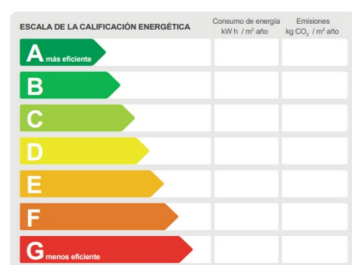 ESCALA DE LA CALIFICACIÓN ENERGÉTICA
Consumo de energía
kW h / m² año
Emisiones
kg CO₂ / m² año
A más eficiente
B
C
D
E
F
G menos eficiente